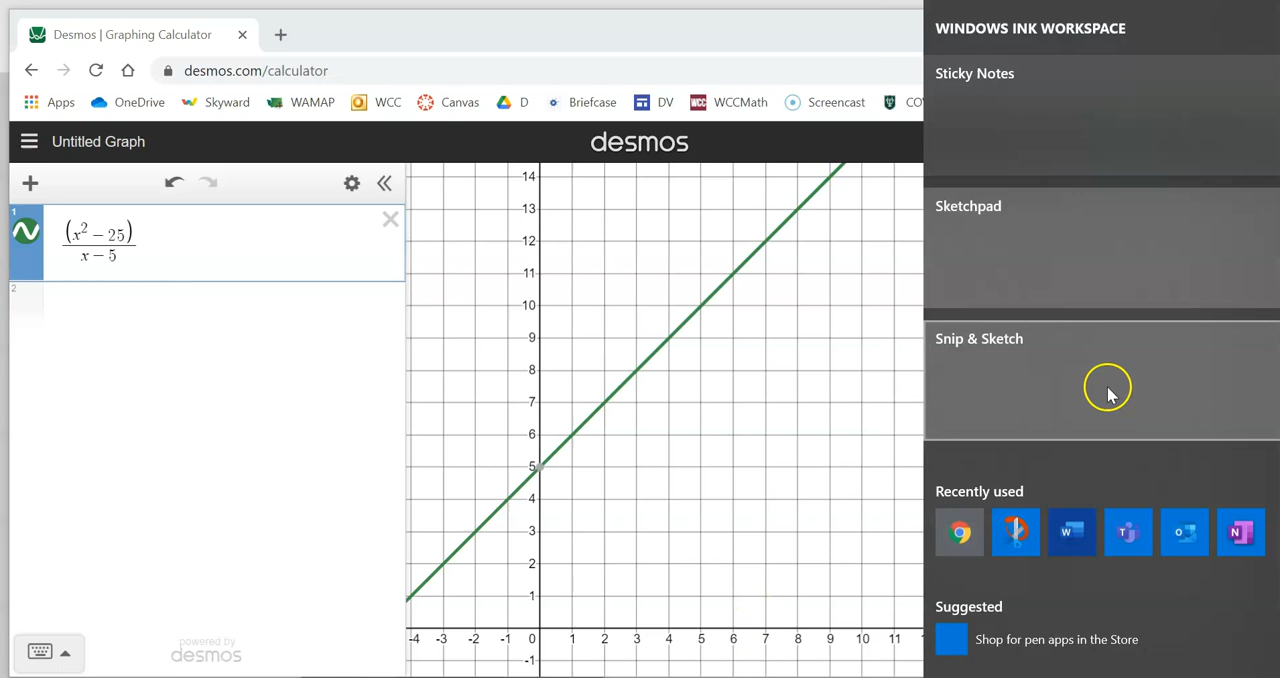 Desmos | Graphing Calculator
desmos.com/calculator
Apps OneDrive Skyward WAMAP WCC Canvas D Briefcase DV WCCMath Screencast COV
Untitled Graph
desmos
1
(x² − 25)
x − 5
2
14
13
12
11
10
9
8
7
6
5
4
3
2
1
-4 -3 -2 -1 0 1 2 3 4 5 6 7 8 9 10 11
-1
powered by
desmos
WINDOWS INK WORKSPACE
Sticky Notes
Sketchpad
Snip & Sketch
Recently used
Suggested
Shop for pen apps in the Store